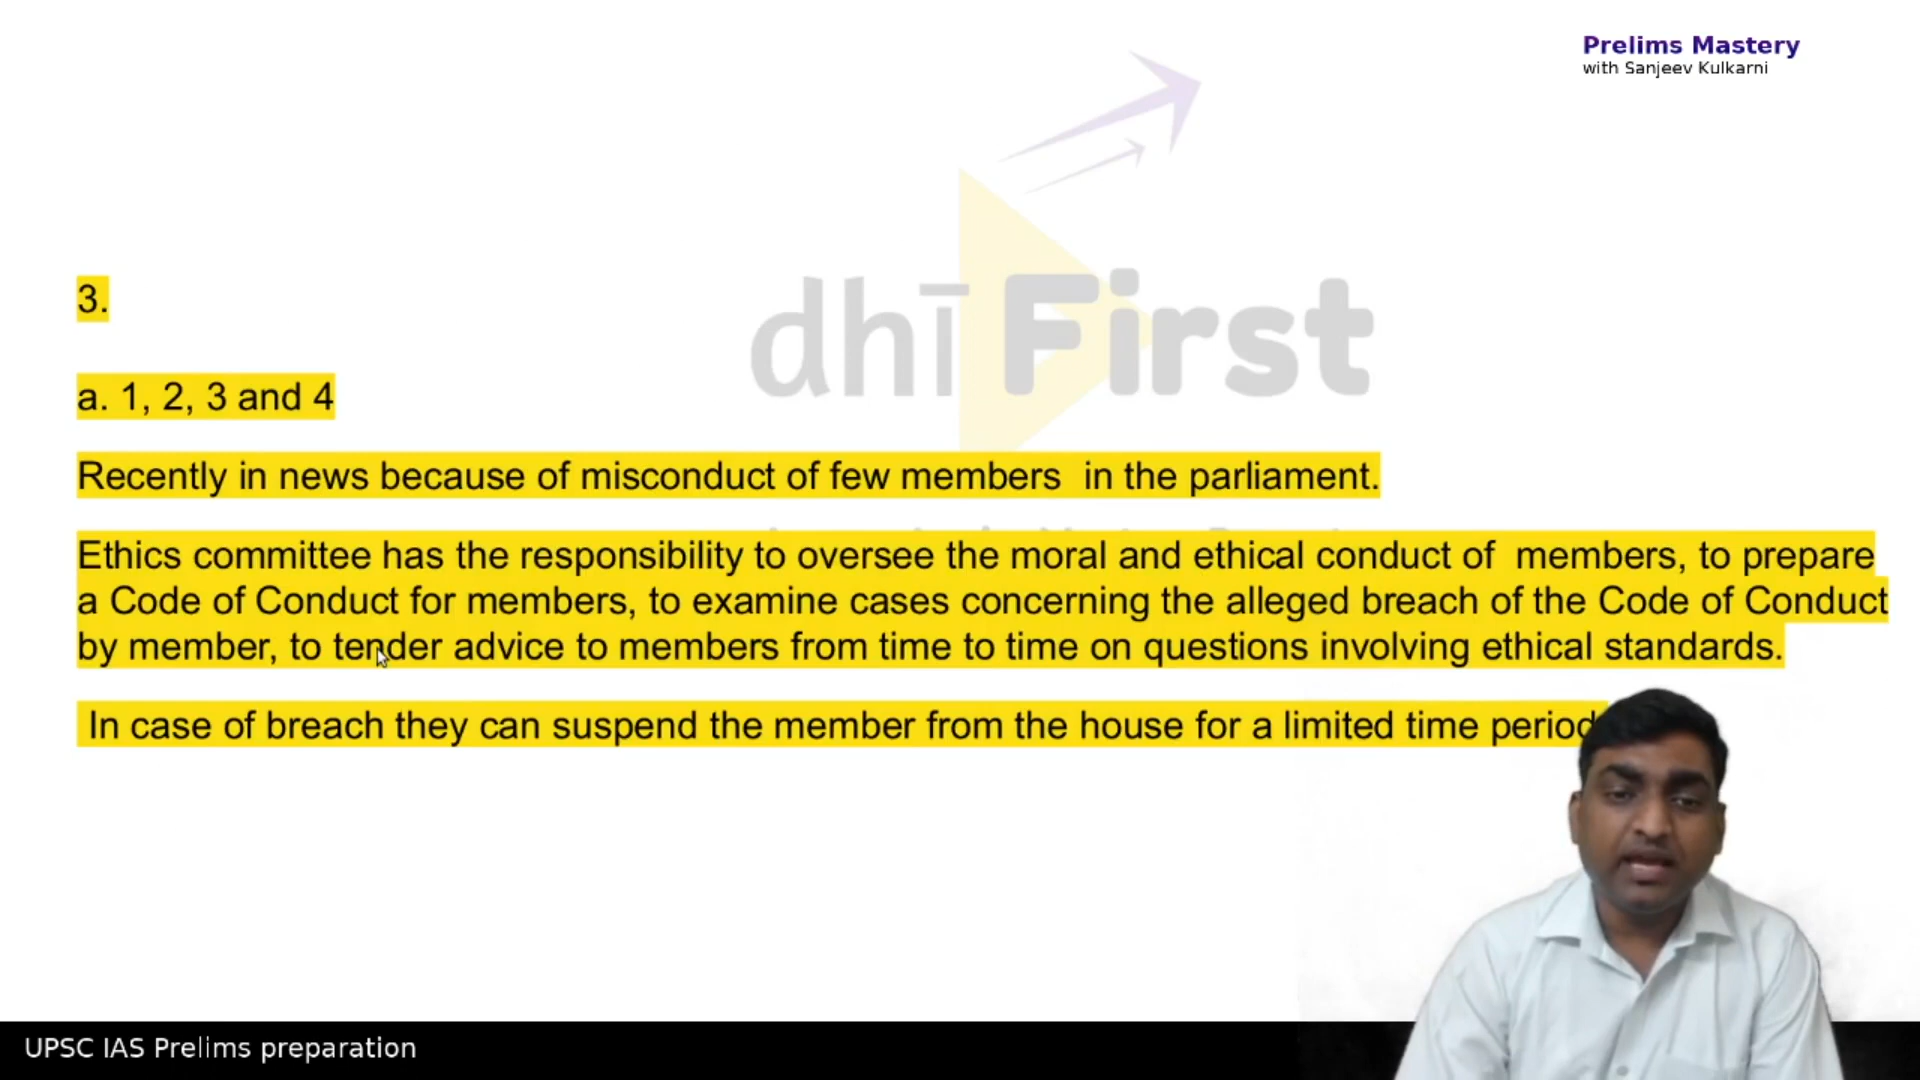 Prelims Mastery
with Sanjeev Kulkarni
dhī First
3.
a. 1, 2, 3 and 4
Recently in news because of misconduct of few members  in the parliament.
Ethics committee has the responsibility to oversee the moral and ethical conduct of  members, to prepare
a Code of Conduct for members, to examine cases concerning the alleged breach of the Code of Conduct
by member, to tender advice to members from time to time on questions involving ethical standards.
In case of breach they can suspend the member from the house for a limited time period
UPSC IAS Prelims preparation